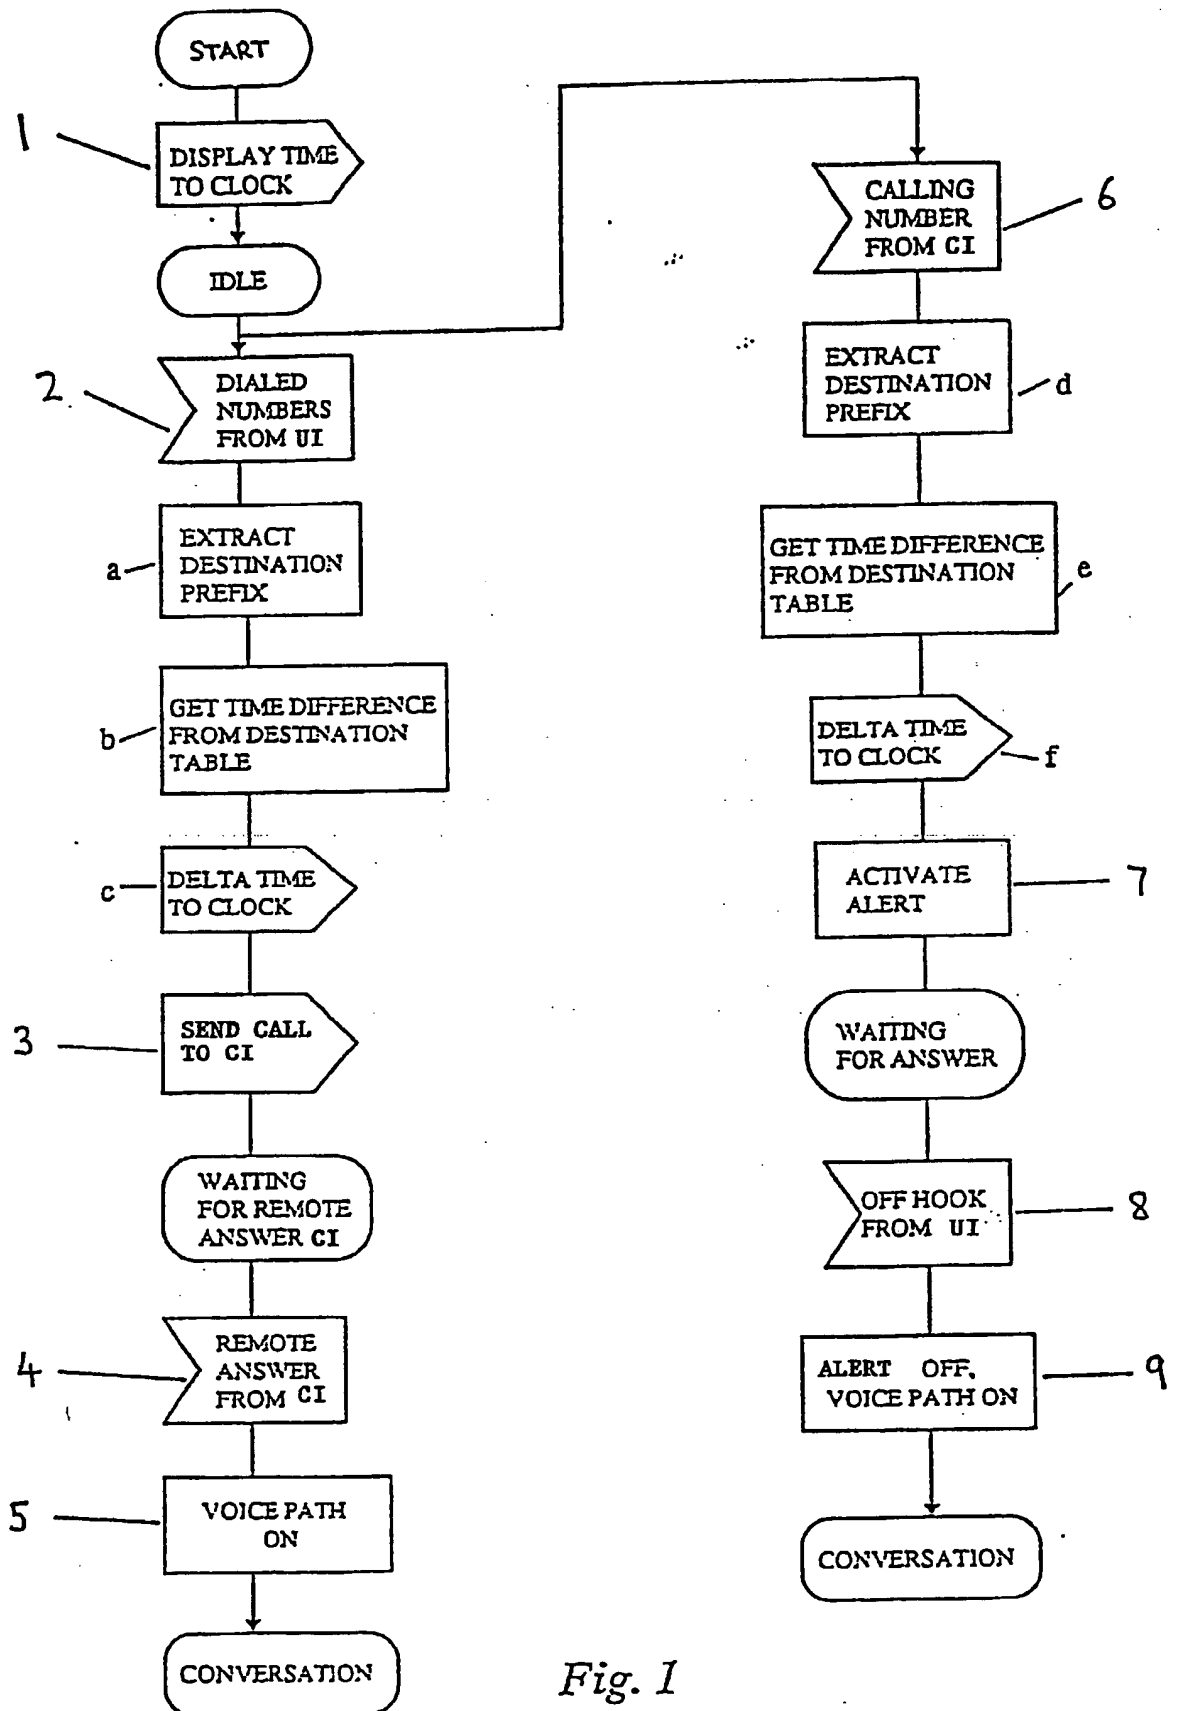 START
1
DISPLAY TIME
TO CLOCK
IDLE
2
DIALED
NUMBERS
FROM UI
a
EXTRACT
DESTINATION
PREFIX
b
GET TIME DIFFERENCE
FROM DESTINATION
TABLE
c
DELTA TIME
TO CLOCK
3
SEND CALL
TO CI
WAITING
FOR REMOTE
ANSWER CI
4
REMOTE
ANSWER
FROM CI
5
VOICE PATH
ON
CONVERSATION
6
CALLING
NUMBER
FROM CI
EXTRACT
DESTINATION
PREFIX
d
GET TIME DIFFERENCE
FROM DESTINATION
TABLE
e
DELTA TIME
TO CLOCK
f
ACTIVATE
ALERT
7
WAITING
FOR ANSWER
OFF HOOK
FROM UI
8
ALERT OFF,
VOICE PATH ON
9
CONVERSATION
Fig. 1